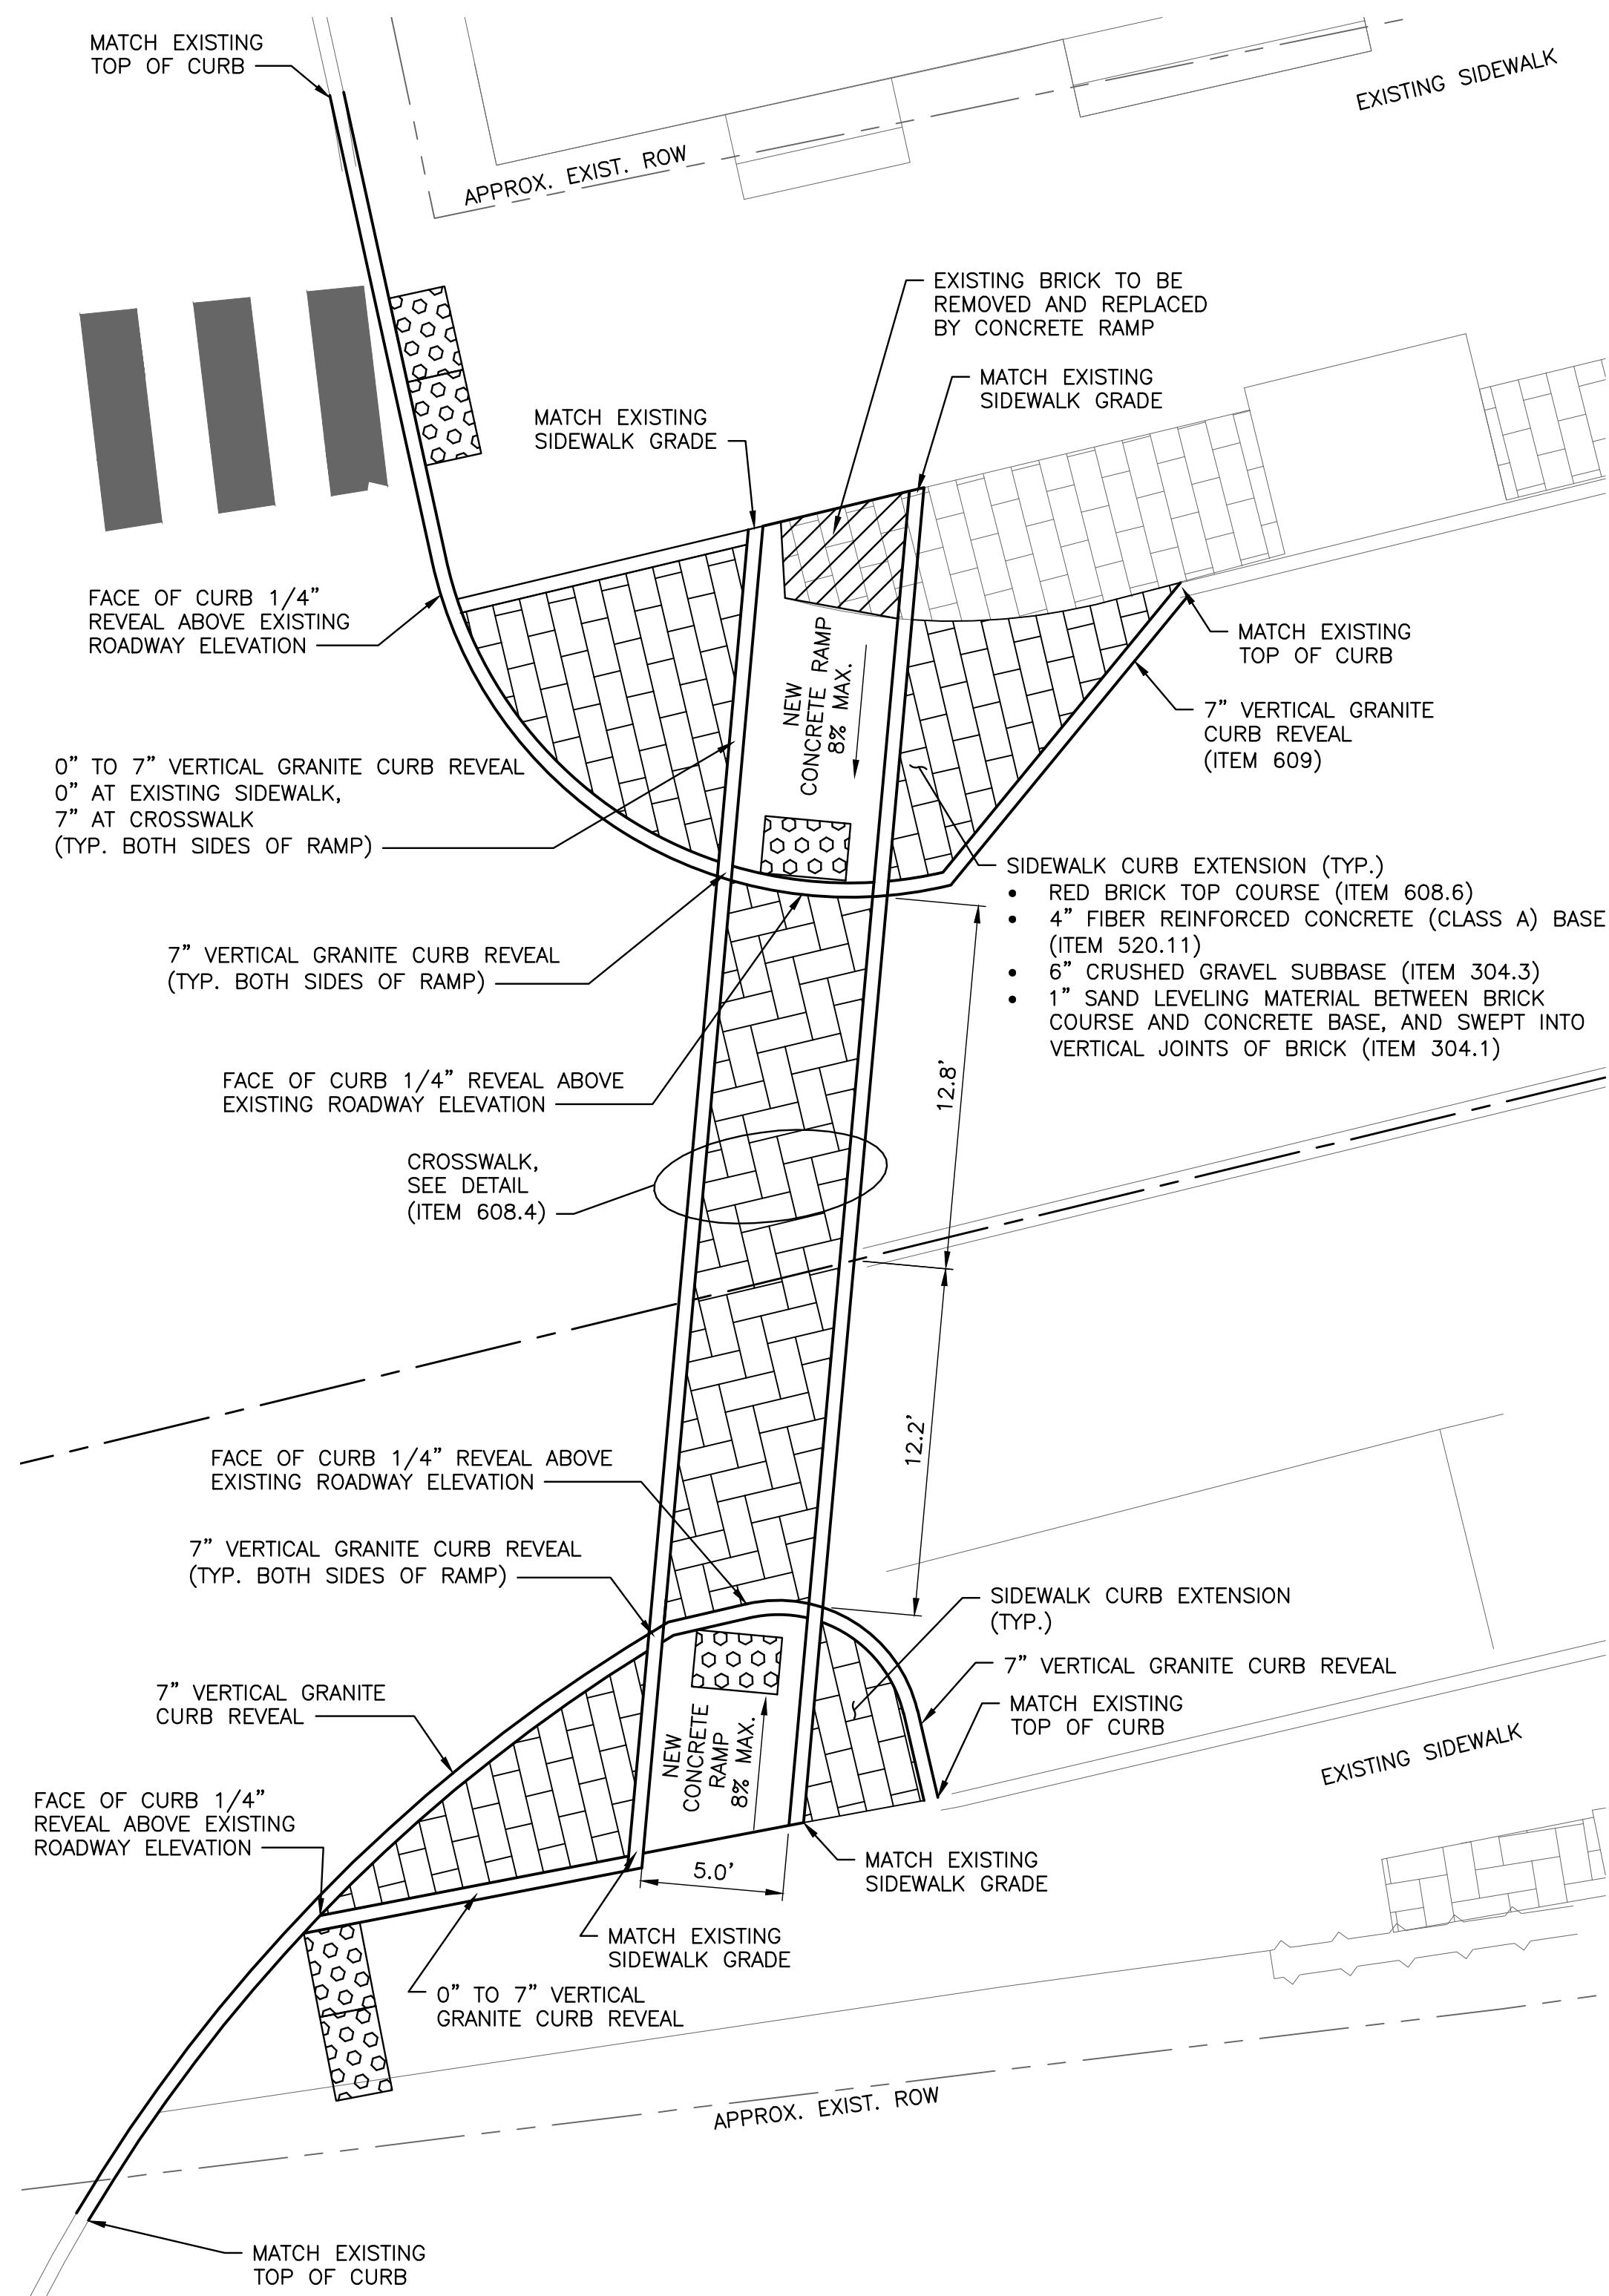 MATCH EXISTING
TOP OF CURB
EXISTING SIDEWALK
APPROX. EXIST. ROW
EXISTING BRICK TO BE
REMOVED AND REPLACED
BY CONCRETE RAMP
MATCH EXISTING
SIDEWALK GRADE
MATCH EXISTING
SIDEWALK GRADE
FACE OF CURB 1/4”
REVEAL ABOVE EXISTING
ROADWAY ELEVATION
MATCH EXISTING
TOP OF CURB
NEW
CONCRETE RAMP
8% MAX.
7” VERTICAL GRANITE
CURB REVEAL
(ITEM 609)
0” TO 7” VERTICAL GRANITE CURB REVEAL
0” AT EXISTING SIDEWALK,
7” AT CROSSWALK
(TYP. BOTH SIDES OF RAMP)
SIDEWALK CURB EXTENSION (TYP.)
• RED BRICK TOP COURSE (ITEM 608.6)
• 4” FIBER REINFORCED CONCRETE (CLASS A) BASE
(ITEM 520.11)
• 6” CRUSHED GRAVEL SUBBASE (ITEM 304.3)
• 1” SAND LEVELING MATERIAL BETWEEN BRICK
COURSE AND CONCRETE BASE, AND SWEPT INTO
VERTICAL JOINTS OF BRICK (ITEM 304.1)
7” VERTICAL GRANITE CURB REVEAL
(TYP. BOTH SIDES OF RAMP)
FACE OF CURB 1/4” REVEAL ABOVE
EXISTING ROADWAY ELEVATION
12.8’
CROSSWALK,
SEE DETAIL
(ITEM 608.4)
12.2’
FACE OF CURB 1/4” REVEAL ABOVE
EXISTING ROADWAY ELEVATION
7” VERTICAL GRANITE CURB REVEAL
(TYP. BOTH SIDES OF RAMP)
SIDEWALK CURB EXTENSION
(TYP.)
7” VERTICAL GRANITE CURB REVEAL
7” VERTICAL GRANITE
CURB REVEAL
MATCH EXISTING
TOP OF CURB
NEW
CONCRETE
RAMP
8% MAX.
EXISTING SIDEWALK
FACE OF CURB 1/4”
REVEAL ABOVE EXISTING
ROADWAY ELEVATION
MATCH EXISTING
SIDEWALK GRADE
5.0’
MATCH EXISTING
SIDEWALK GRADE
0” TO 7” VERTICAL
GRANITE CURB REVEAL
APPROX. EXIST. ROW
MATCH EXISTING
TOP OF CURB